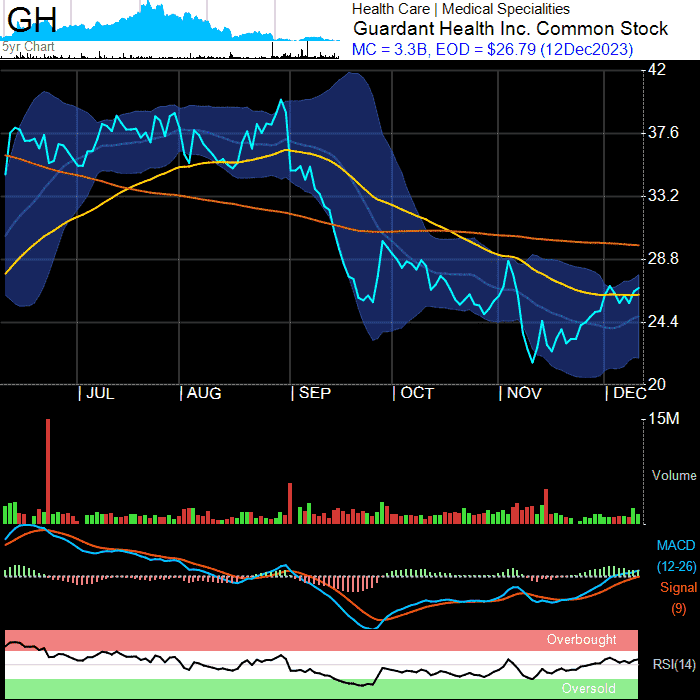 GH
5yr Chart
Health Care | Medical Specialities
Guardant Health Inc. Common Stock
MC = 3.3B, EOD = $26.79 (12Dec2023)
42
37.6
33.2
28.8
24.4
20
| JUL | AUG | SEP | OCT | NOV | DEC
15M
Volume
MACD
(12-26)
Signal
(9)
Overbought
RSI(14)
Oversold